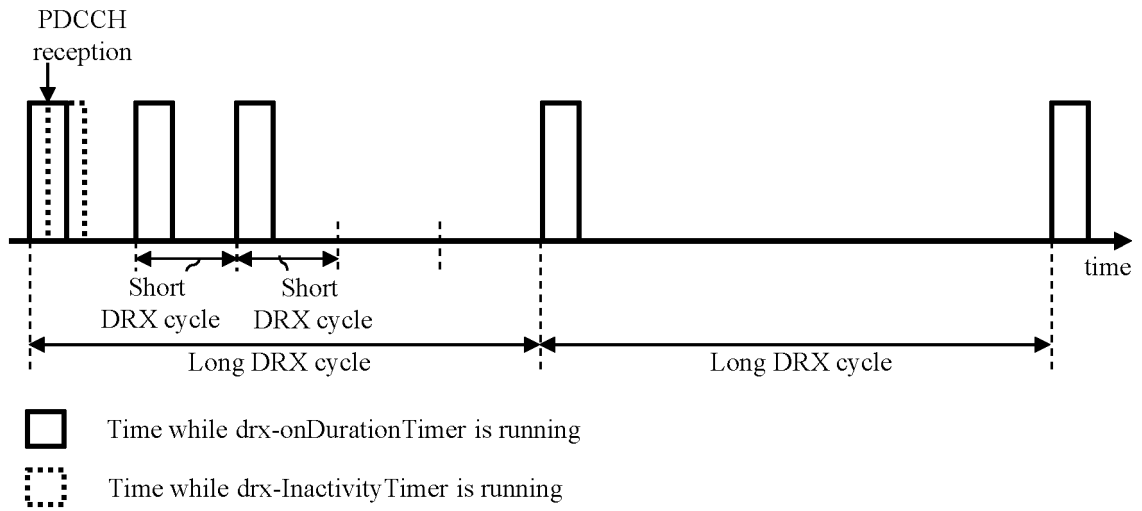 PDCCH
reception
time
Short
DRX cycle
Short
DRX cycle
Long DRX cycle
Long DRX cycle
Time while drx-onDurationTimer is running
Time while drx-InactivityTimer is running